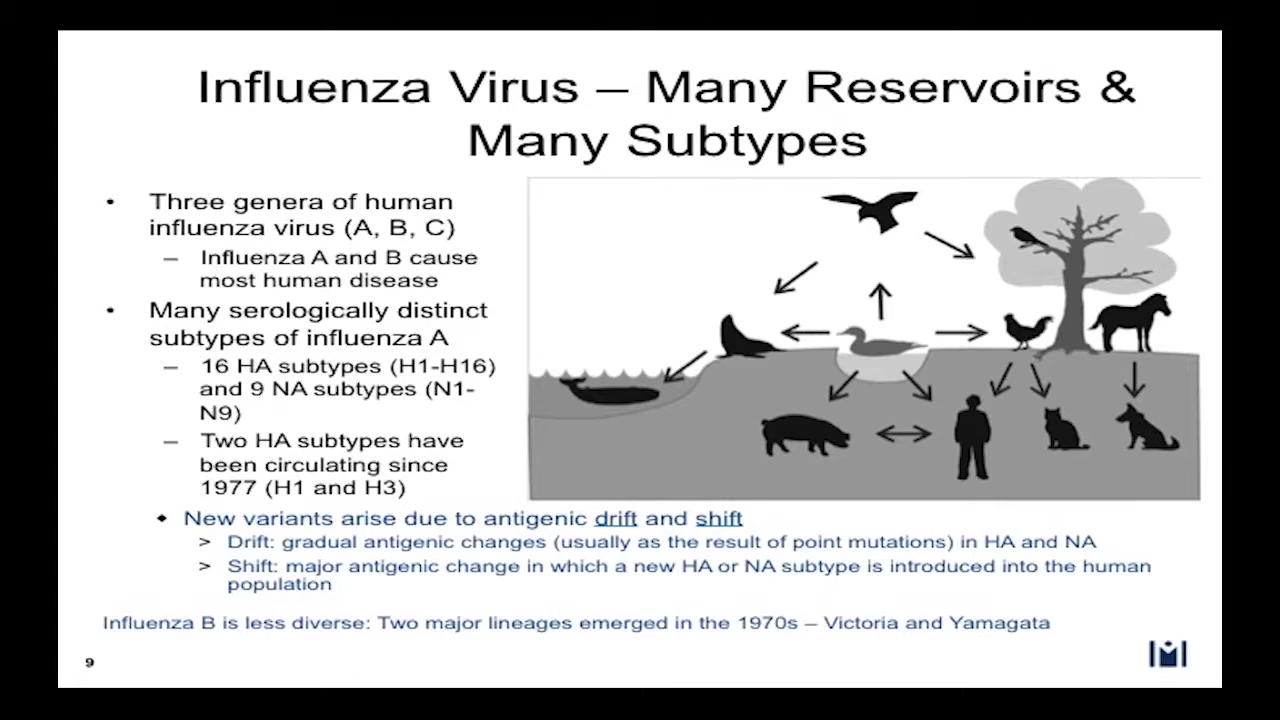 Influenza Virus – Many Reservoirs &
Many Subtypes
• Three genera of human
influenza virus (A, B, C)
– Influenza A and B cause
most human disease
• Many serologically distinct
subtypes of influenza A
– 16 HA subtypes (H1-H16)
and 9 NA subtypes (N1-
N9)
– Two HA subtypes have
been circulating since
1977 (H1 and H3)
◆ New variants arise due to antigenic drift and shift
> Drift: gradual antigenic changes (usually as the result of point mutations) in HA and NA
> Shift: major antigenic change in which a new HA or NA subtype is introduced into the human
population
Influenza B is less diverse: Two major lineages emerged in the 1970s – Victoria and Yamagata
9